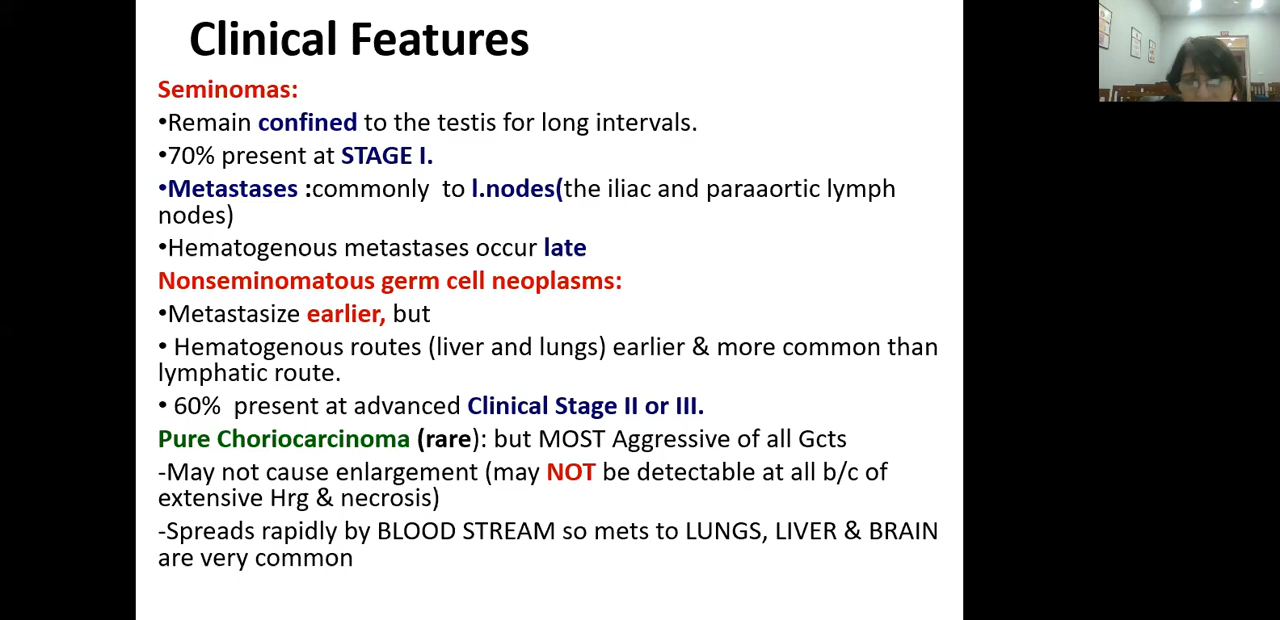 Clinical Features
Seminomas:
•Remain confined to the testis for long intervals.
•70% present at STAGE I.
•Metastases :commonly  to l.nodes(the iliac and paraaortic lymph
nodes)
•Hematogenous metastases occur late
Nonseminomatous germ cell neoplasms:
•Metastasize earlier, but
• Hematogenous routes (liver and lungs) earlier & more common than
lymphatic route.
• 60%  present at advanced Clinical Stage II or III.
Pure Choriocarcinoma (rare): but MOST Aggressive of all Gcts
-May not cause enlargement (may NOT be detectable at all b/c of
extensive Hrg & necrosis)
-Spreads rapidly by BLOOD STREAM so mets to LUNGS, LIVER & BRAIN
are very common